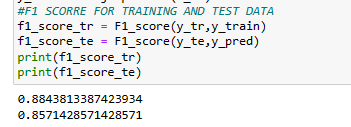 #F1 SCORRE FOR TRAINING AND TEST DATA
f1_score_tr = F1_score(y_tr,y_train)
f1_score_te = F1_score(y_te,y_pred)
print(f1_score_tr)
print(f1_score_te)
0.8843813387423934
0.8571428571428571